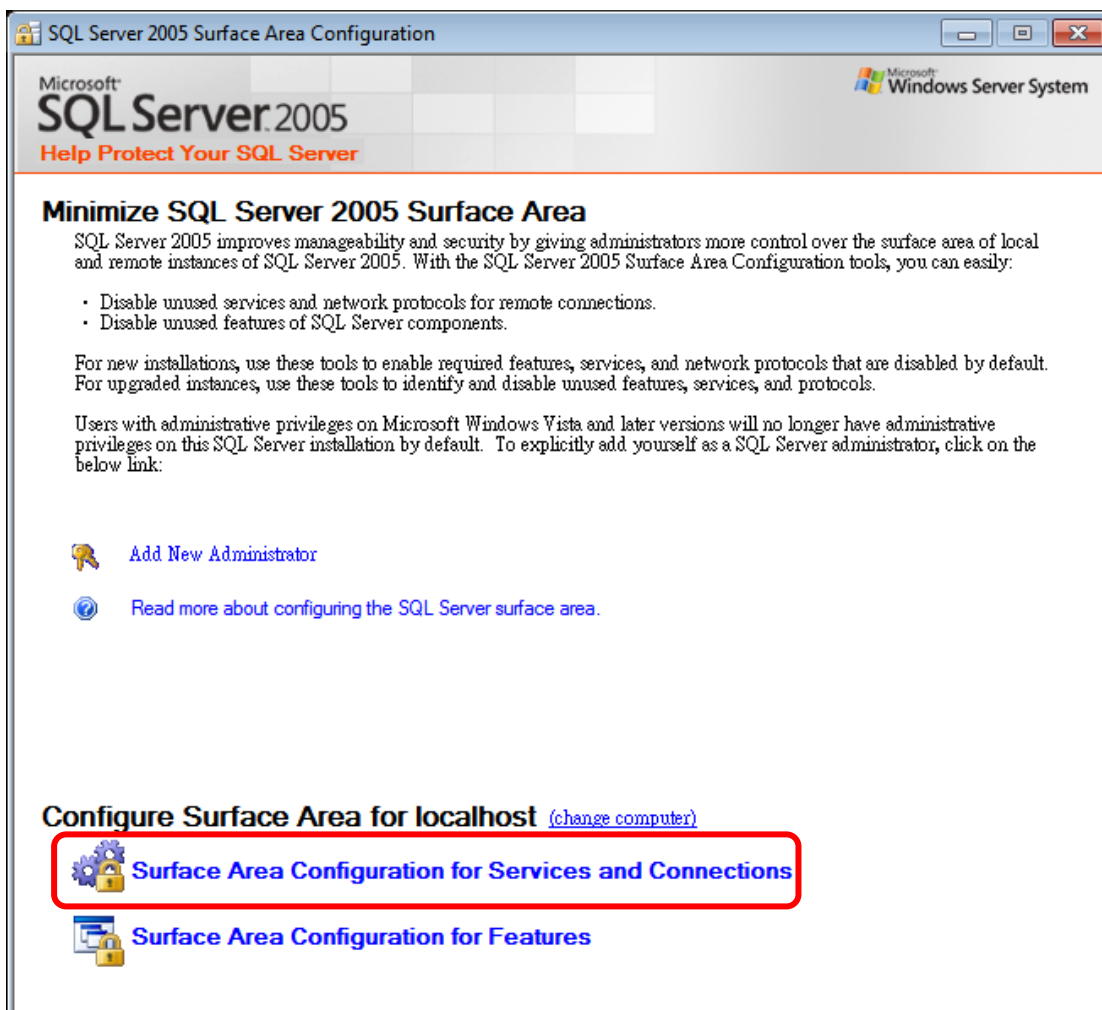 SQL Server 2005 Surface Area Configuration
Microsoft
SQL Server 2005
Help Protect Your SQL Server
Microsoft
Windows Server System
Minimize SQL Server 2005 Surface Area
SQL Server 2005 improves manageability and security by giving administrators more control over the surface area of local
and remote instances of SQL Server 2005. With the SQL Server 2005 Surface Area Configuration tools, you can easily:
· Disable unused services and network protocols for remote connections.
· Disable unused features of SQL Server components.
For new installations, use these tools to enable required features, services, and network protocols that are disabled by default.
For upgraded instances, use these tools to identify and disable unused features, services, and protocols.
Users with administrative privileges on Microsoft Windows Vista and later versions will no longer have administrative
privileges on this SQL Server installation by default. To explicitly add yourself as a SQL Server administrator, click on the
below link:
Add New Administrator
Read more about configuring the SQL Server surface area.
Configure Surface Area for localhost (change computer)
Surface Area Configuration for Services and Connections
Surface Area Configuration for Features